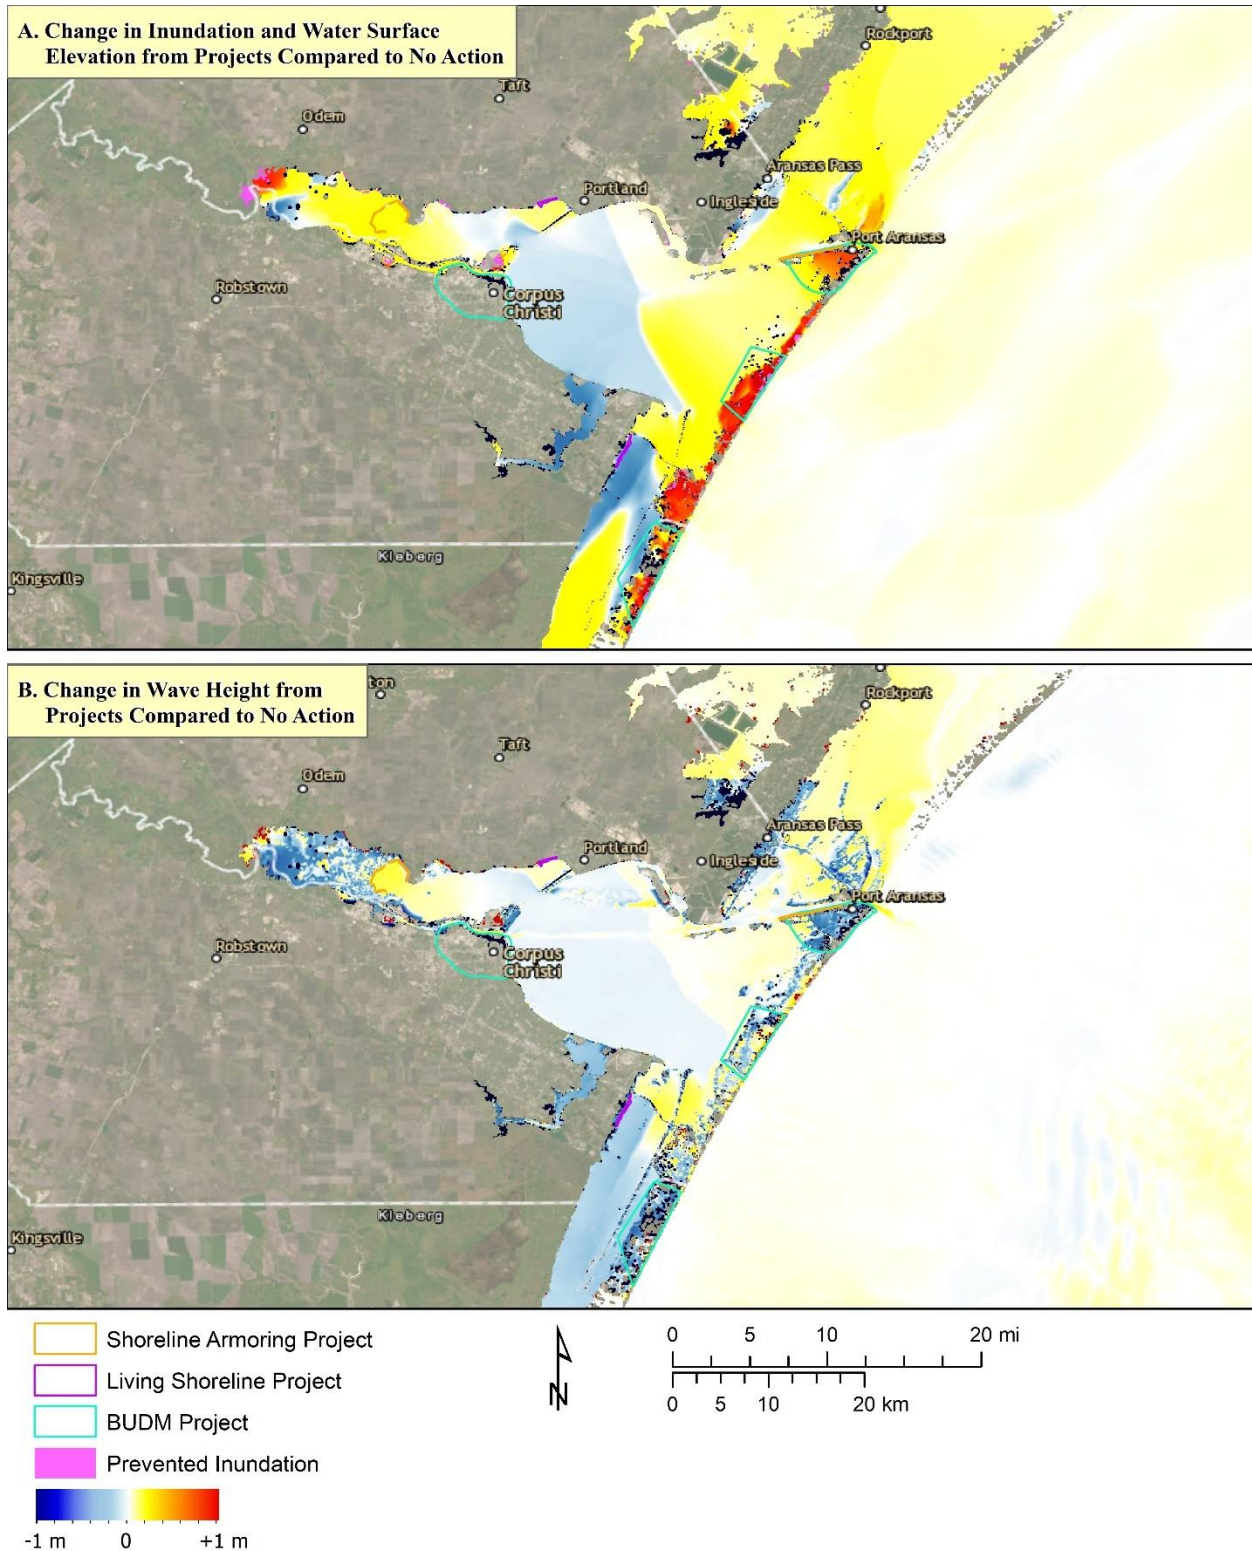 A. Change in Inundation and Water Surface
Elevation from Projects Compared to No Action
Rockport
Taft
Odem
Aransas Pass
Portland
Ingleside
Port Aransas
Robstown
Corpus
Christi
Kleberg
Kingsville
B. Change in Wave Height from
Projects Compared to No Action
ton
Rockport
Taft
Odem
Aransas Pass
Portland
Ingleside
Port Aransas
Robstown
Corpus
Christi
Kleberg
Kingsville
Shoreline Armoring Project
Living Shoreline Project
BUDM Project
Prevented Inundation
-1 m 0 +1 m
N
0 5 10 20 mi
0 5 10 20 km